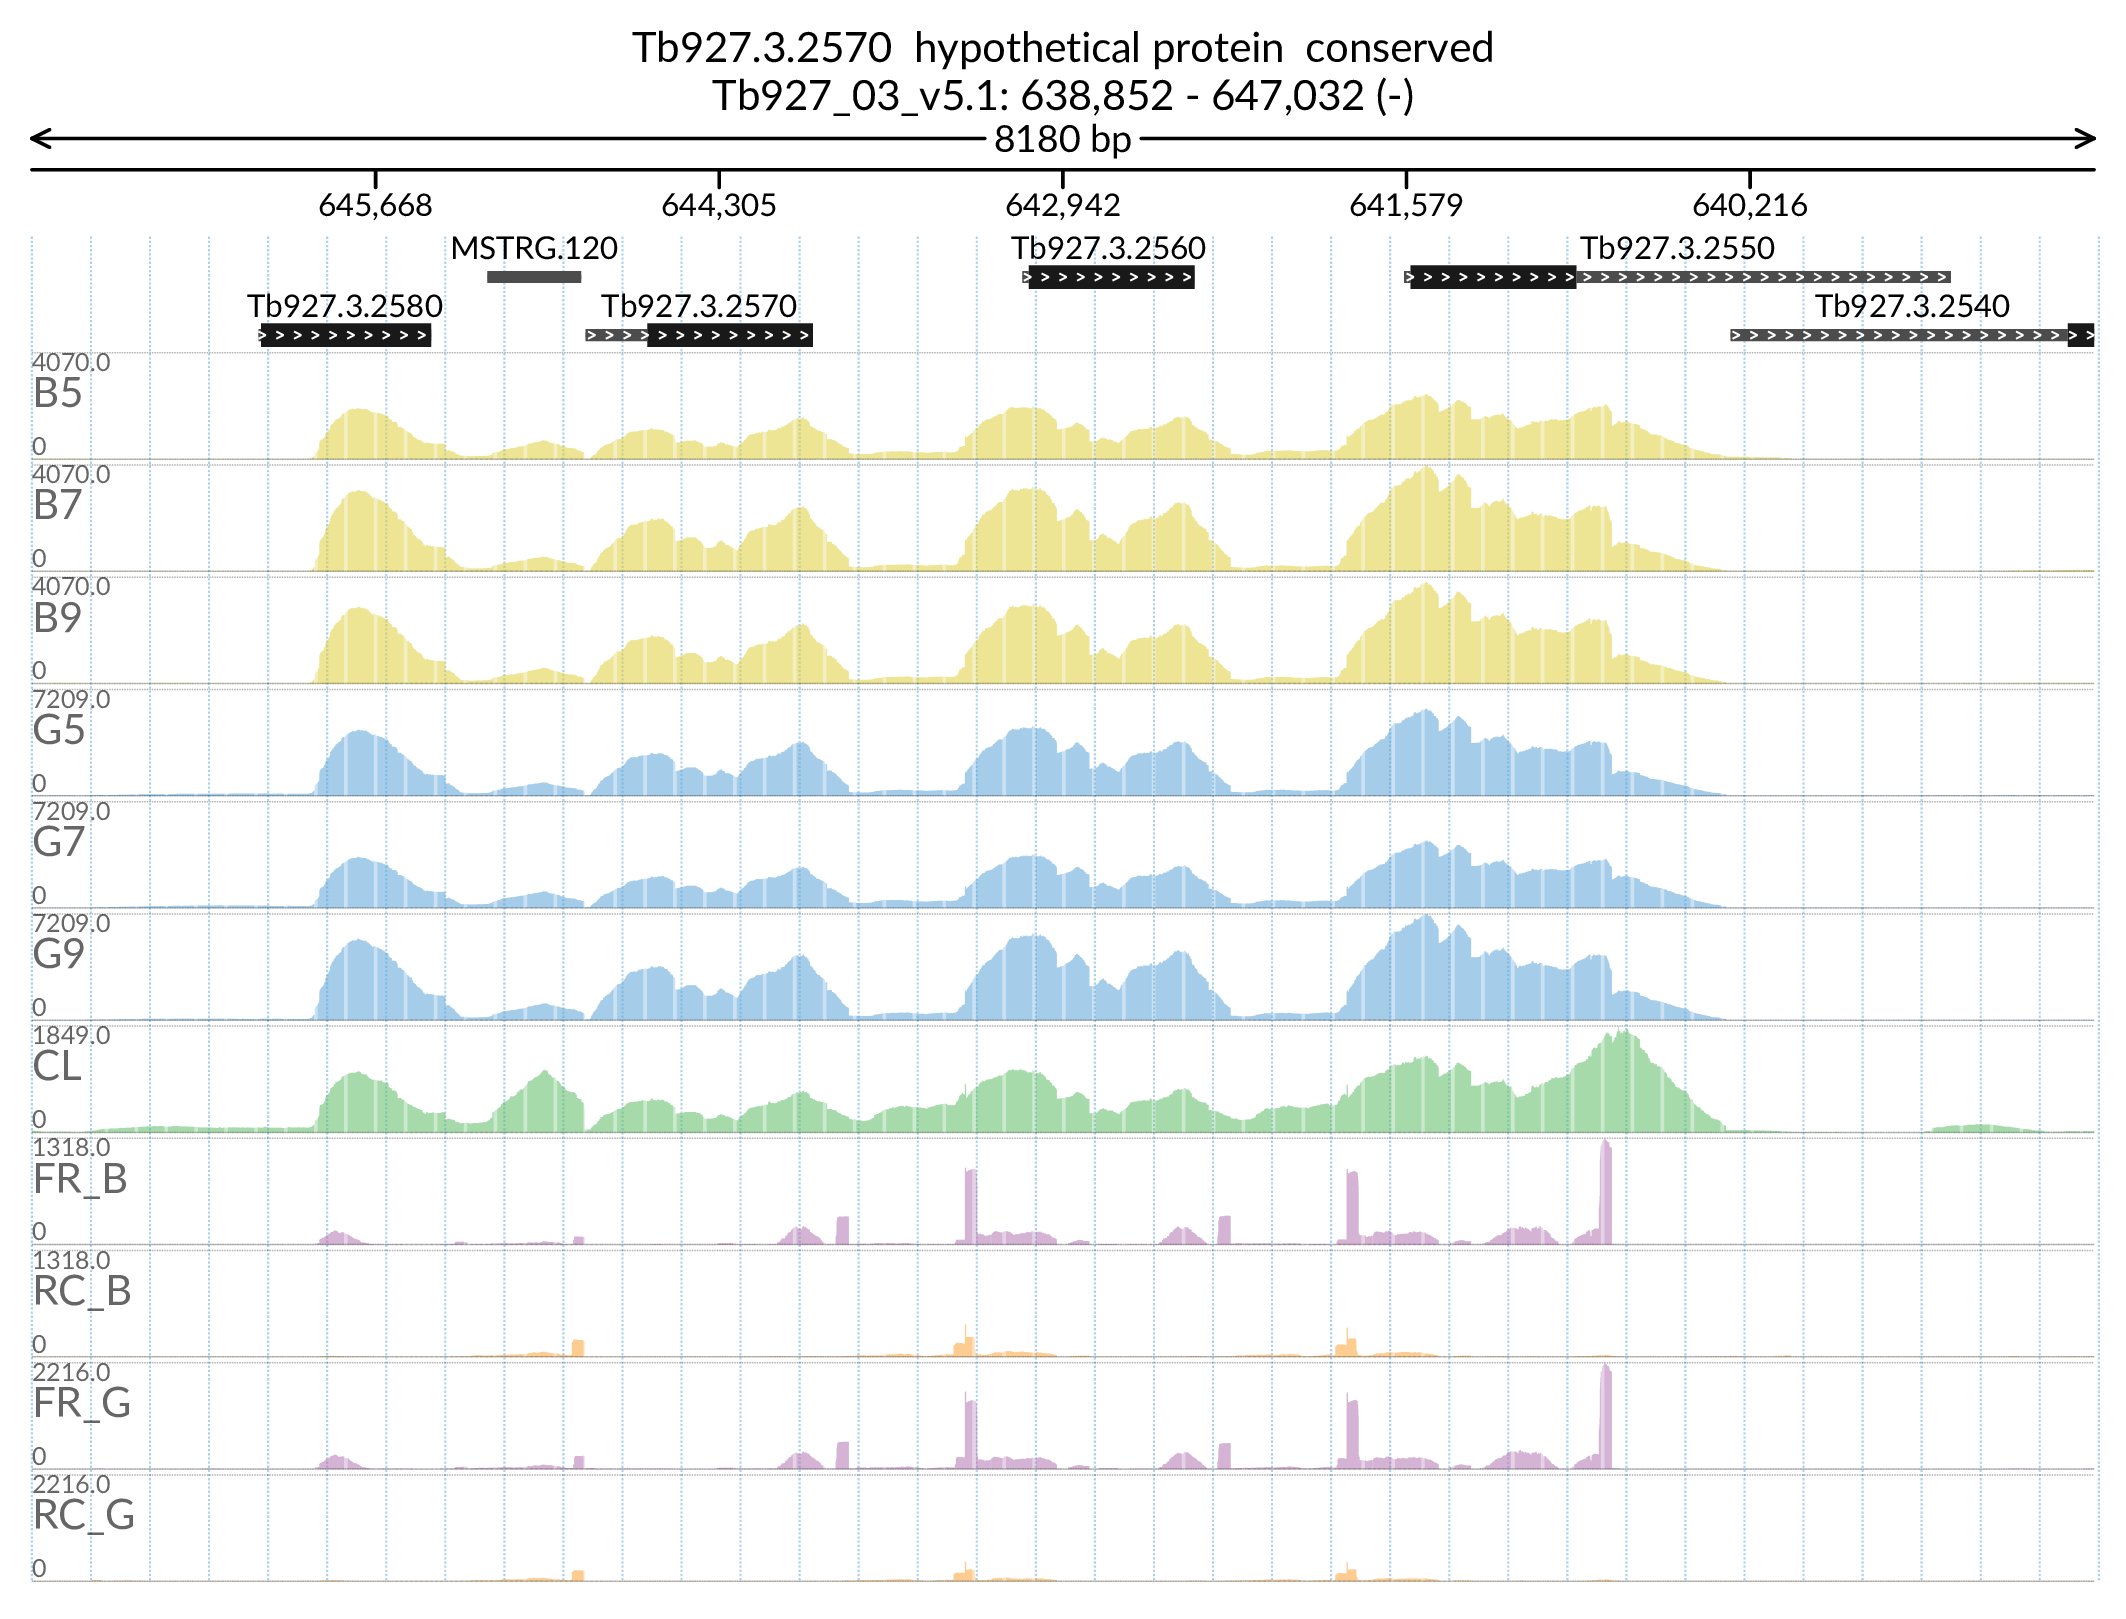 Tb927.3.2570 hypothetical protein conserved
Tb927_03_v5.1: 638,852 - 647,032 (-)
8180 bp
645,668 644,305 642,942 641,579 640,216
MSTRG.120 Tb927.3.2560 Tb927.3.2550
Tb927.3.2580 Tb927.3.2570 Tb927.3.2540
4070.0
B5
0
4070.0
B7
0
4070.0
B9
0
7209.0
G5
0
7209.0
G7
0
7209.0
G9
0
1849.0
CL
0
1318.0
FR_B
0
1318.0
RC_B
0
2216.0
FR_G
0
2216.0
RC_G
0